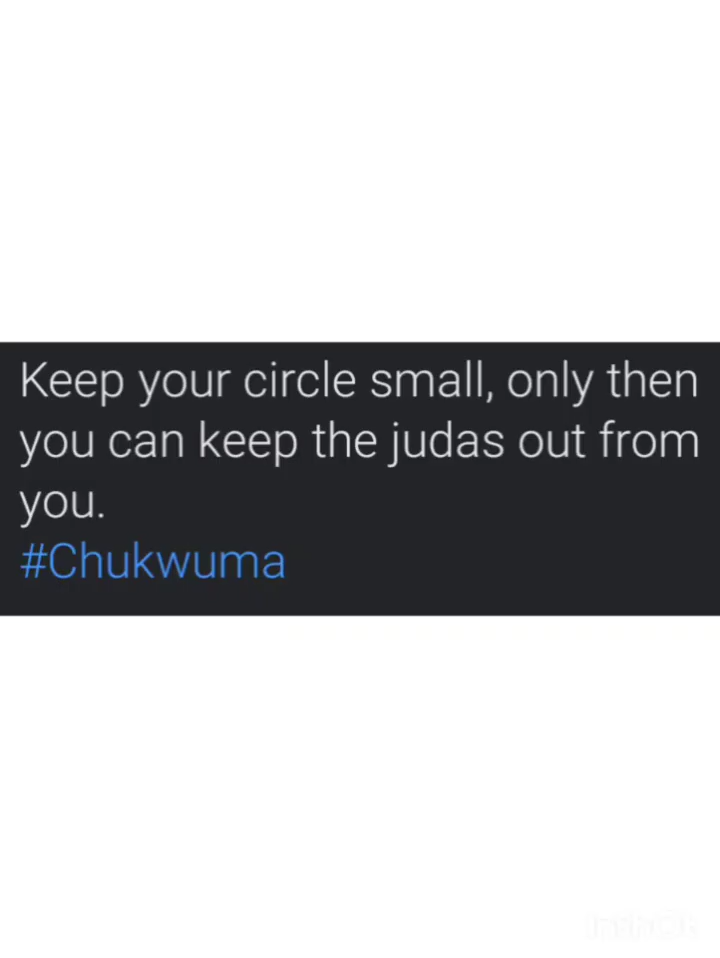 Keep your circle small, only then
you can keep the judas out from
you.
#Chukwuma